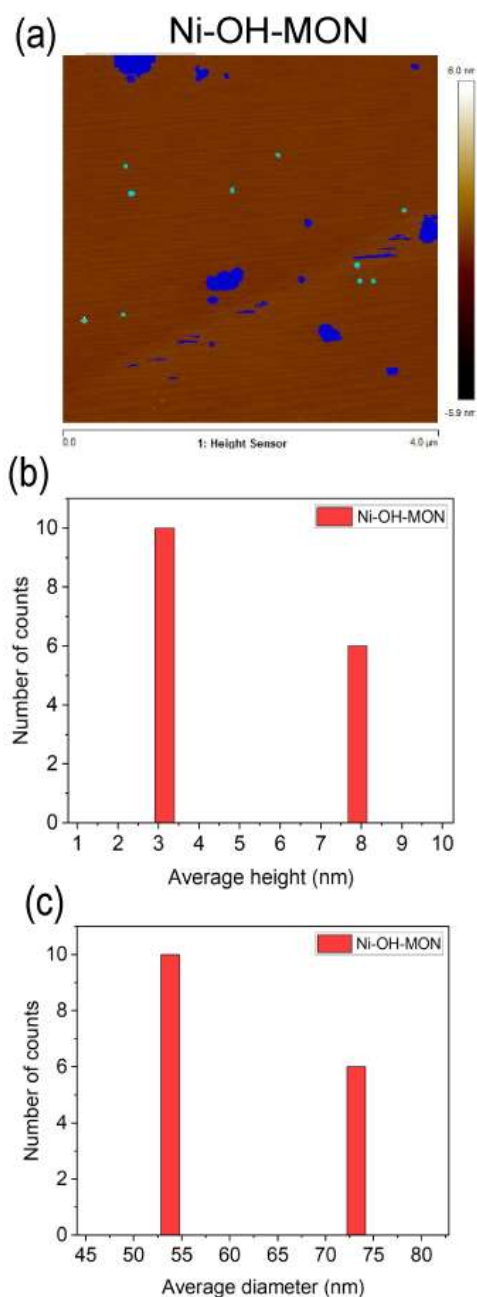 (a) Ni-OH-MON
6.0 nm
-5.9 nm
0.0 1: Height Sensor 4.0 µm
(b)
Ni-OH-MON
10
8
6
4
2
0
Number of counts
1 2 3 4 5 6 7 8 9 10
Average height (nm)
(c)
Ni-OH-MON
10
8
6
4
2
0
Number of counts
45 50 55 60 65 70 75 80
Average diameter (nm)